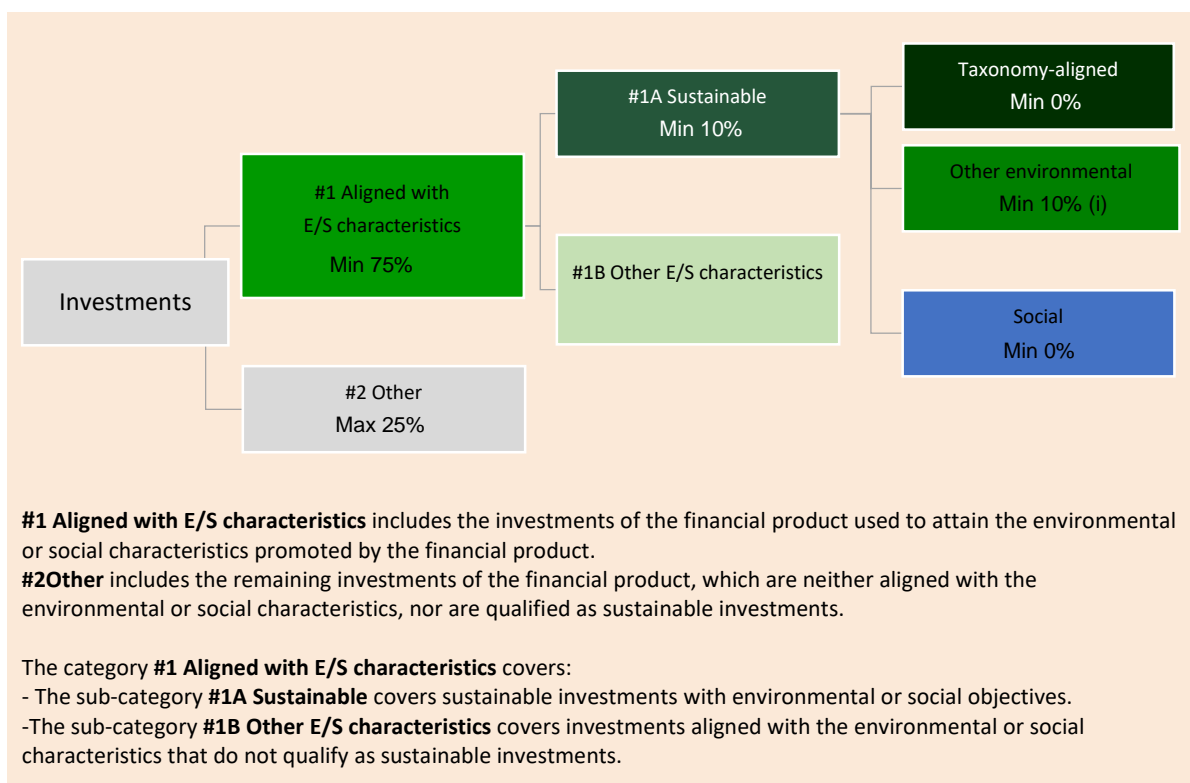 Investments
#1 Aligned with
E/S characteristics
Min 75%
#2 Other
Max 25%
#1A Sustainable
Min 10%
#1B Other E/S characteristics
Taxonomy-aligned
Min 0%
Other environmental
Min 10% (i)
Social
Min 0%
#1 Aligned with E/S characteristics includes the investments of the financial product used to attain the environmental
or social characteristics promoted by the financial product.
#2Other includes the remaining investments of the financial product, which are neither aligned with the
environmental or social characteristics, nor are qualified as sustainable investments.
The category #1 Aligned with E/S characteristics covers:
- The sub-category #1A Sustainable covers sustainable investments with environmental or social objectives.
-The sub-category #1B Other E/S characteristics covers investments aligned with the environmental or social
characteristics that do not qualify as sustainable investments.